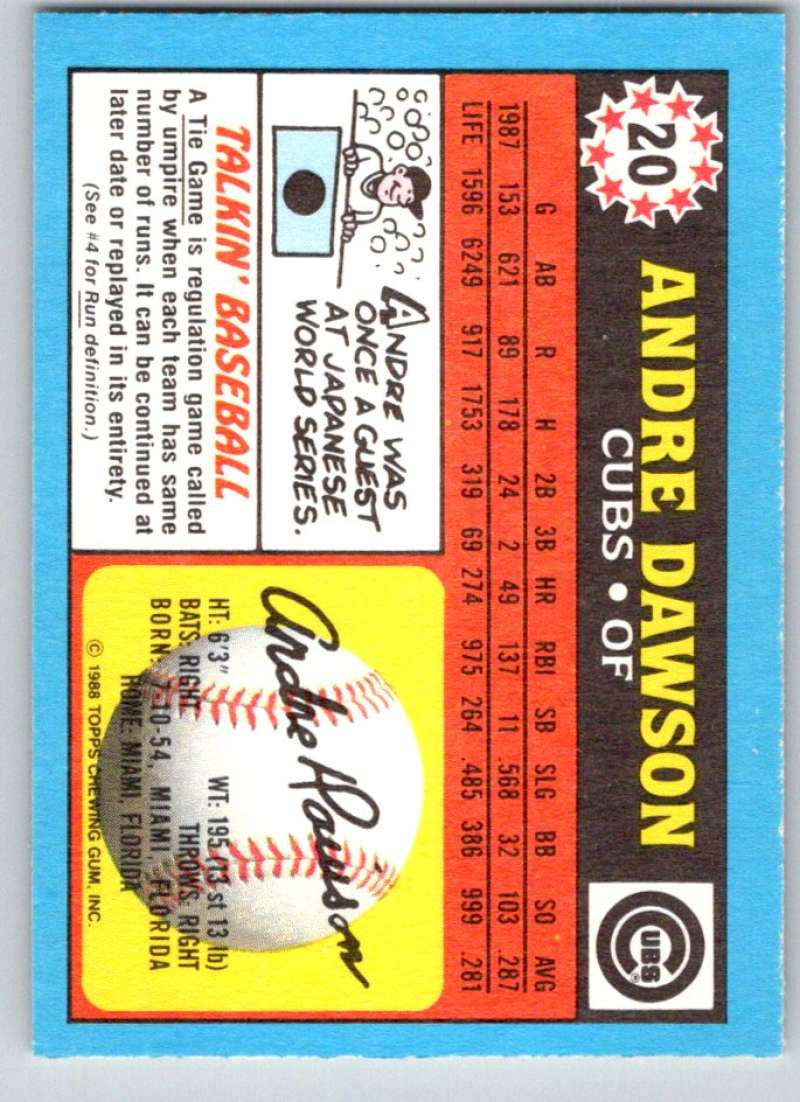 20
ANDRE DAWSON
CUBS • OF
CUBS
G AB R H 2B 3B HR RBI SB SLG BB SO AVG
1987 153 621 89 178 24 2 49 137 11 .568 32 103 .287
LIFE 1596 6249 917 1753 319 69 274 975 264 .485 386 999 .281
ANDRE WAS
ONCE A GUEST
AT JAPANESE
WORLD SERIES.
TALKIN' BASEBALL
A Tie Game is regulation game called
by umpire when each team has same
number of runs. It can be continued at
later date or replayed in its entirety.
(See #4 for Run definition.)
Andre Dawson
HT: 6'3" WT: 195 (13 st 13 lb)
BATS: RIGHT THROWS: RIGHT
BORN: 7-10-54, MIAMI, FLORIDA
HOME: MIAMI, FLORIDA
© 1988 TOPPS CHEWING GUM, INC.